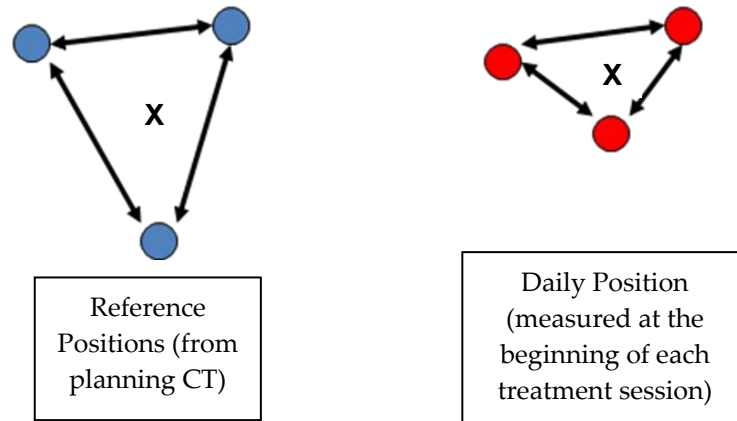 X
X
Reference
Positions (from
planning CT)
Daily Position
(measured at the
beginning of each
treatment session)